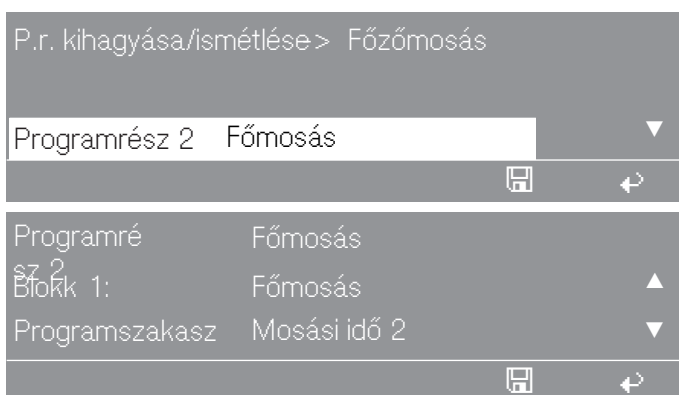 P.r. kihagyása/ismétlése> Főzőmosás
Programrész 2 Főmosás
Programré
sz 2 Főmosás
Blokk 1: Főmosás
Programszakasz Mosási idő 2